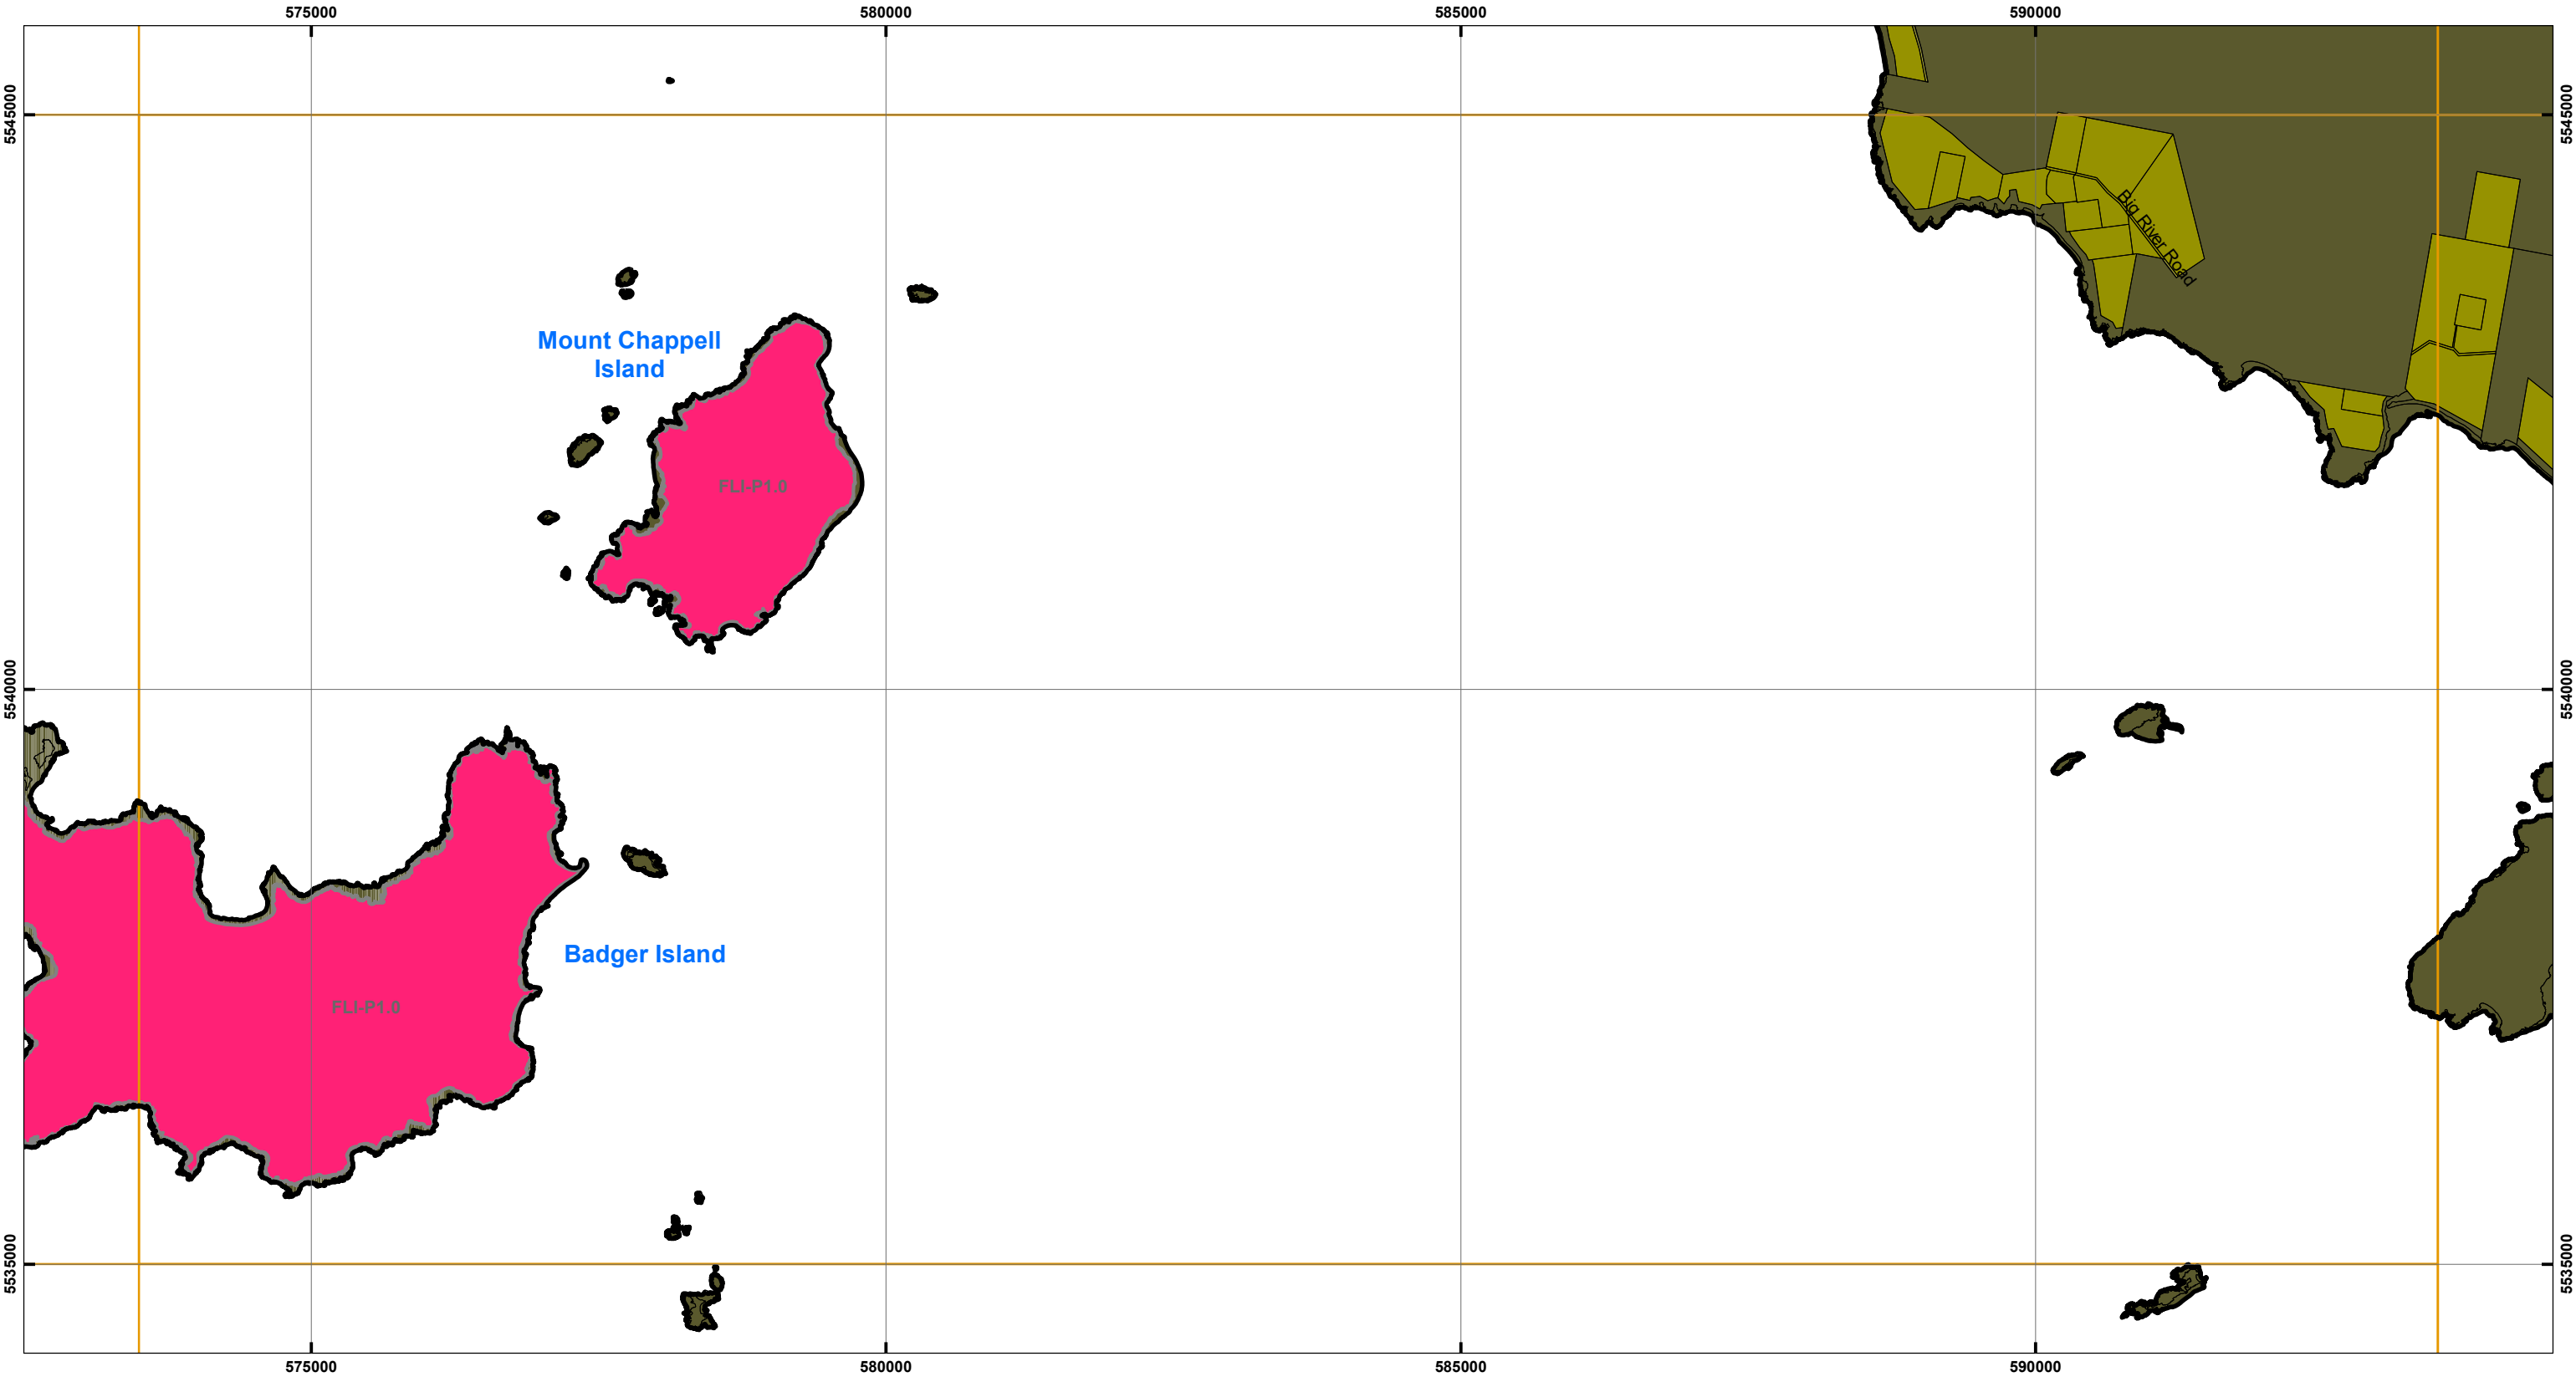 575000 580000 585000 590000
5545000 5545000
Big River Road
Mount Chappell
Island
FLI-P1.0
5540000 5540000
Badger Island
FLI-P1.0
5535000 5535000
575000 580000 585000 590000